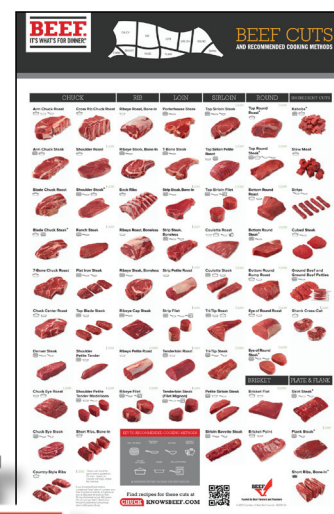 BEEF.
IT'S WHAT'S FOR DINNER.
BEEF CUTS
AND RECOMMENDED COOKING METHODS
CHUCK
RIB
LOIN
SIRLOIN
ROUND
INGREDIENT CUTS
Arm Chuck Roast
Cross Rib Chuck Roast
Ribeye Roast, Bone-In
Porterhouse Steak
Top Sirloin Steak
Top Round Roast*
Kabobs*
Arm Chuck Steak
Shoulder Roast
Ribeye Steak, Bone-In
T-Bone Steak
Top Sirloin Petite Roast
Top Round Steak*
Stew Meat
Blade Chuck Roast
Shoulder Steak*
Back Ribs
Strip Steak, Bone-In
Top Sirloin Filet
Bottom Round Roast
Strips
Blade Chuck Steak*
Ranch Steak
Ribeye Roast, Boneless
Strip Steak, Boneless
Coulotte Roast
Bottom Round Steak*
Cubed Steak
7-Bone Chuck Roast
Flat Iron Steak
Ribeye Steak, Boneless
Strip Petite Roast
Coulotte Steak
Bottom Round Rump Roast
Ground Beef and Ground Beef Patties
Chuck Center Roast
Top Blade Steak
Ribeye Cap Steak
Strip Filet
Tri-Tip Roast
Eye of Round Roast
Shank Cross-Cut
Denver Steak
Shoulder Petite Tender
Ribeye Petite Roast
Tenderloin Roast
Tri-Tip Steak
Eye of Round Steak*
Chuck Eye Roast
Shoulder Petite Tender Medallions
Ribeye Filet
Tenderloin Steak (Filet Mignon)
Petite Sirloin Steak
BRISKET
PLATE & FLANK
Brisket Flat
Skirt Steak*
Chuck Eye Steak
Short Ribs, Bone-In
Sirloin Bavette Steak
Brisket Point
Flank Steak*
Country-Style Ribs
Short Ribs, Bone-In*
Find recipes for these cuts at
CHUCK KNOWSBEEF.COM